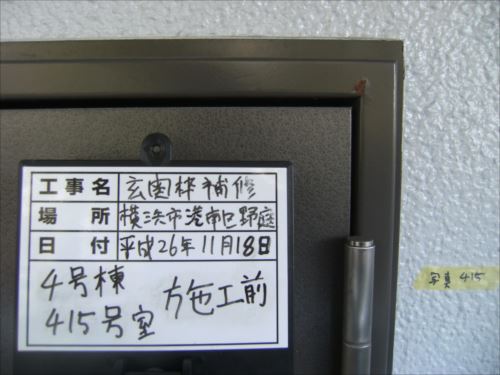 工事名 玄関枠補修
場所 横浜市港南区野庭
日付 平成26年11月18日
4号棟 施工前
415号室
写真 415